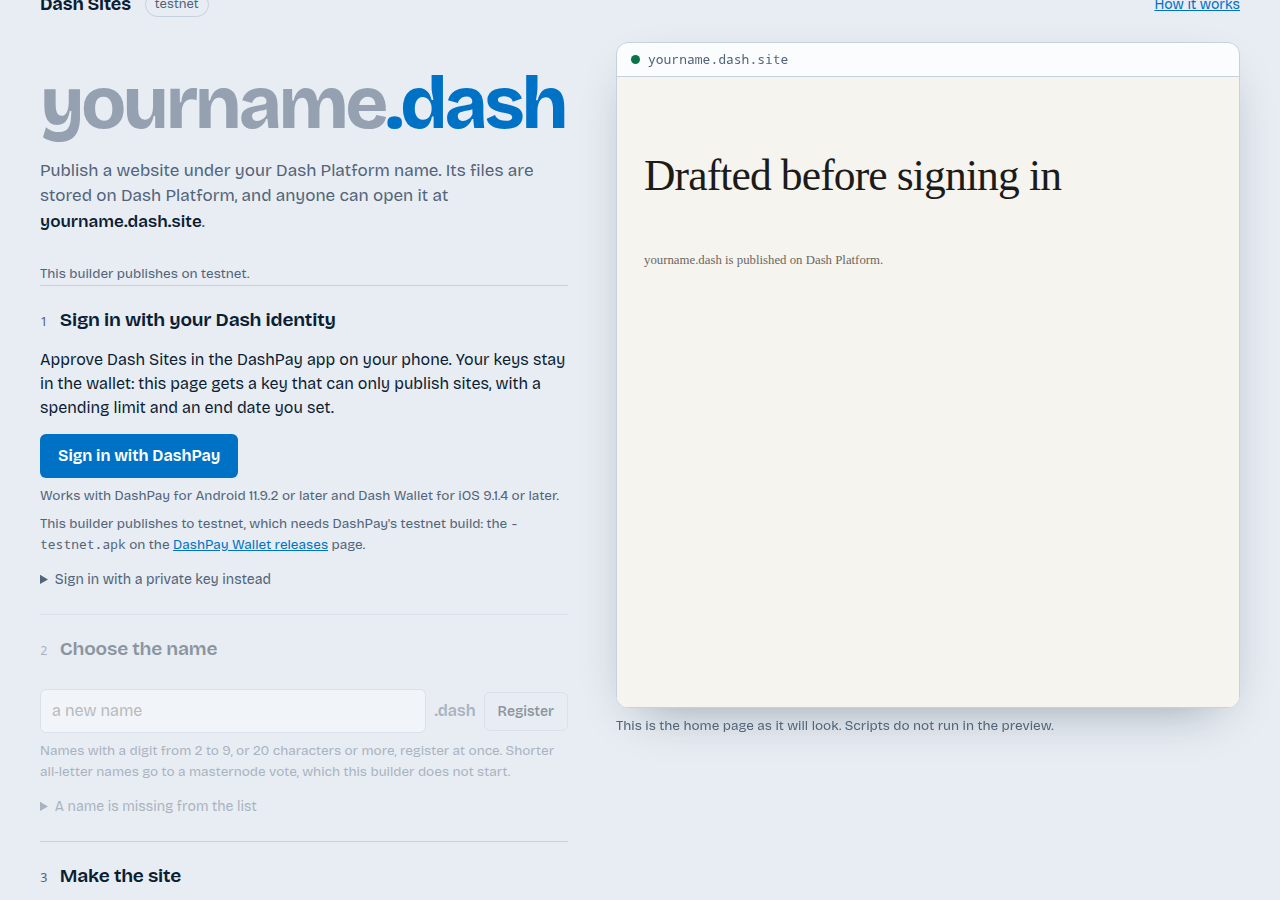 Dash Sites testnet
How it works
yourname.dash
Publish a website under your Dash Platform name. Its files are
stored on Dash Platform, and anyone can open it at
yourname.dash.site.
This builder publishes on testnet.
1 Sign in with your Dash identity
Approve Dash Sites in the DashPay app on your phone. Your keys stay
in the wallet: this page gets a key that can only publish sites, with a
spending limit and an end date you set.
Sign in with DashPay
Works with DashPay for Android 11.9.2 or later and Dash Wallet for iOS 9.1.4 or later.
This builder publishes to testnet, which needs DashPay's testnet build: the -
testnet.apk on the DashPay Wallet releases page.
Sign in with a private key instead
2 Choose the name
a new name .dash Register
Names with a digit from 2 to 9, or 20 characters or more, register at once. Shorter
all-letter names go to a masternode vote, which this builder does not start.
A name is missing from the list
3 Make the site
yourname.dash.site
Drafted before signing in
yourname.dash is published on Dash Platform.
This is the home page as it will look. Scripts do not run in the preview.